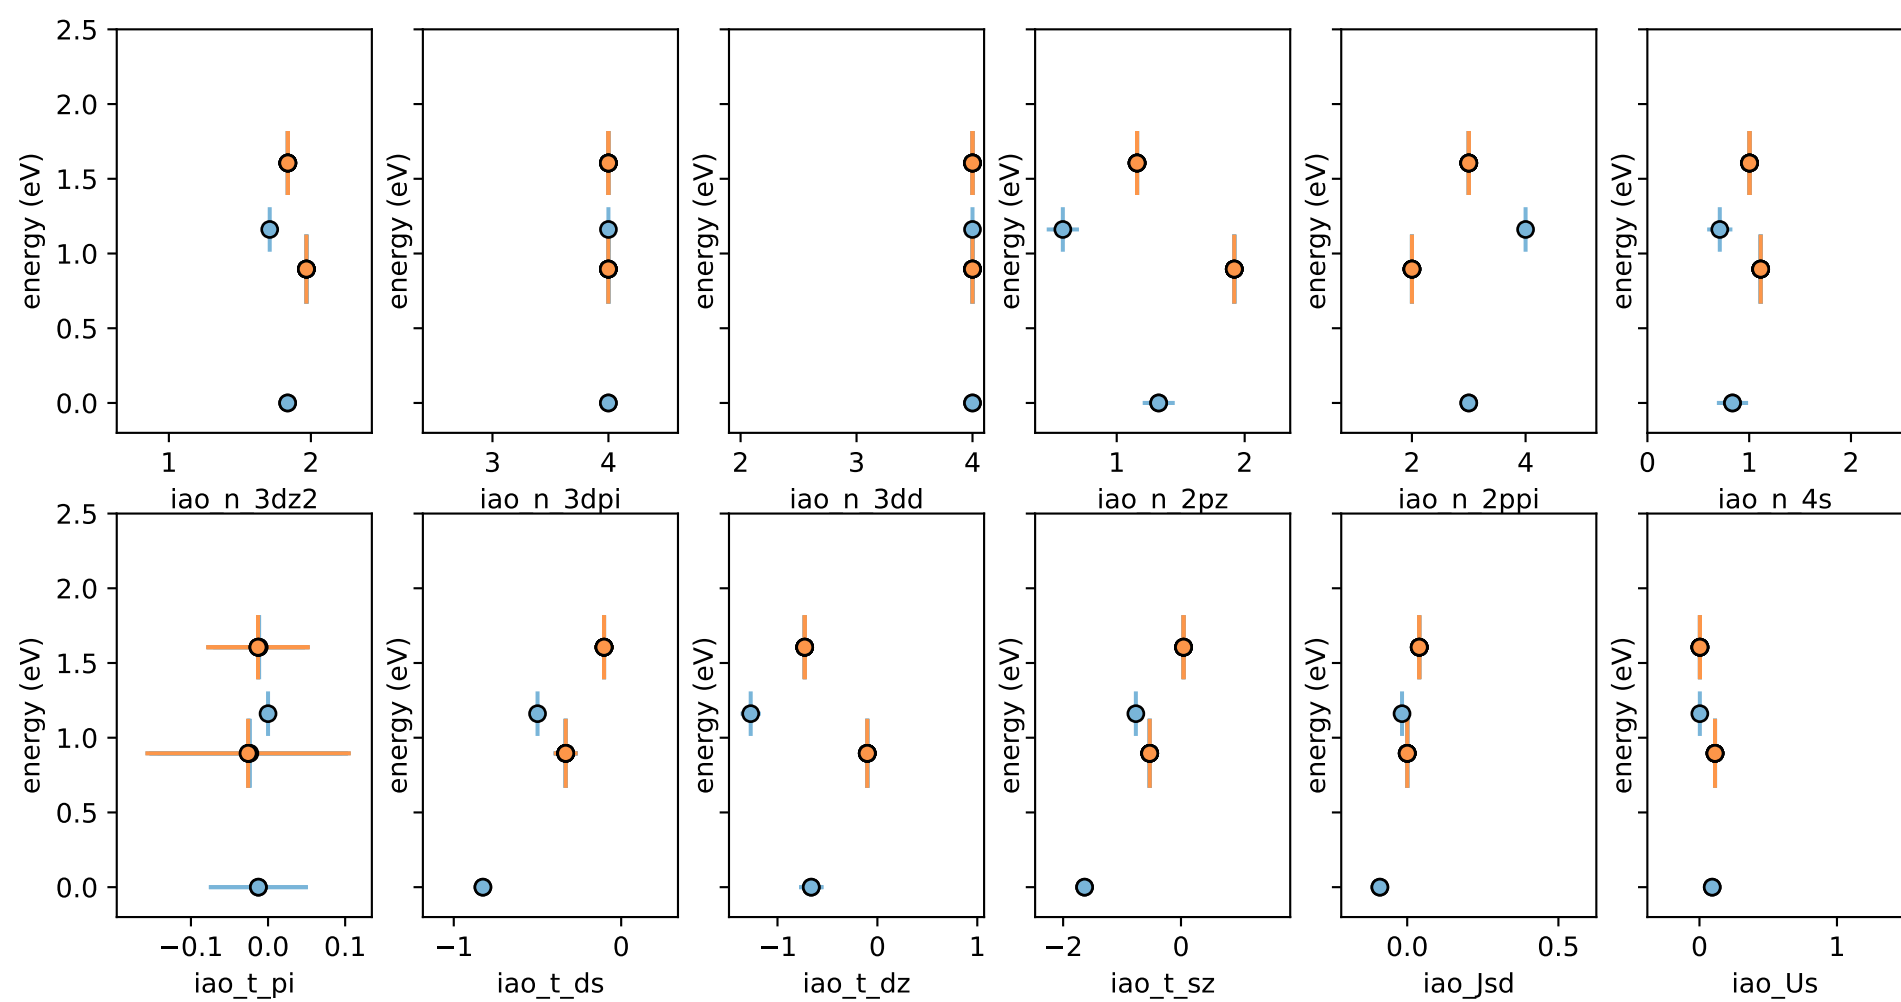 2.5
2.0
1.5
1.0
0.5
0.0
energy (eV) energy (eV) energy (eV) energy (eV) energy (eV) energy (eV)
1 2 3 4 2 3 4 1 2 2 4 0 1 2
iao_n_3dz2 iao_n_3dpi iao_n_3dd iao_n_2pz iao_n_2ppi iao_n_4s
2.5
2.0
1.5
1.0
0.5
0.0
energy (eV) energy (eV) energy (eV) energy (eV) energy (eV) energy (eV)
−0.1 0.0 0.1 −1 0 −1 0 1 −2 0 0.0 0.5 0 1
iao_t_pi iao_t_ds iao_t_dz iao_t_sz iao_Jsd iao_Us